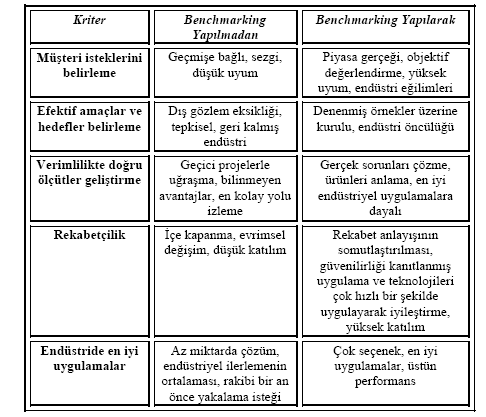 Kriter
Benchmarking
Yapılmadan
Benchmarking Yapılarak
Müşteri isteklerini
belirleme
Geçmişe bağlı, sezgi,
düşük uyum
Piyasa gerçeği, objektif
değerlendirme, yüksek
uyum, endüstri eğilimleri
Efektif amaçlar ve
hedefler belirleme
Dış gözlem eksikliği,
tepkisel, geri kalmış
endüstri
Denenmiş örnekler üzerine
kurulu, endüstri öncülüğü
Verimlilikte doğru
ölçütler geliştirme
Geçici projelerle
uğraşma, bilinmeyen
avantajlar, en kolay yolu
izleme
Gerçek sorunları çözme,
ürünleri anlama, en iyi
endüstriyel uygulamalara
dayalı
Rekabetçilik
İçe kapanma, evrimsel
değişim, düşük katılım
Rekabet anlayışının
somutlaştırılması,
güvenilirliği kanıtlanmış
uygulama ve teknolojileri
çok hızlı bir şekilde
uygulayarak iyileştirme,
yüksek katılım
Endüstride en iyi
uygulamalar
Az miktarda çözüm,
endüstriyel ilerlemenin
ortalaması, rakibi bir an
önce yakalama isteği
Çok seçenek, en iyi
uygulamalar, üstün
performans